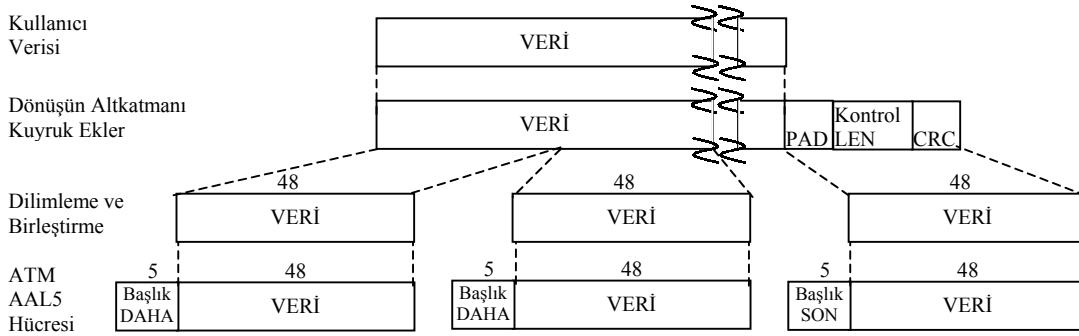 Kullanıcı
Verisi
VERİ
Dönüşün Altkatmanı
Kuyruk Ekler
VERİ
PAD
Kontrol
LEN
CRC
Dilimleme ve
Birleştirme
48
VERİ
48
VERİ
48
VERİ
ATM
AAL5
Hücresi
5
48
Başlık
DAHA
VERİ
5
48
Başlık
DAHA
VERİ
5
48
Başlık
SON
VERİ